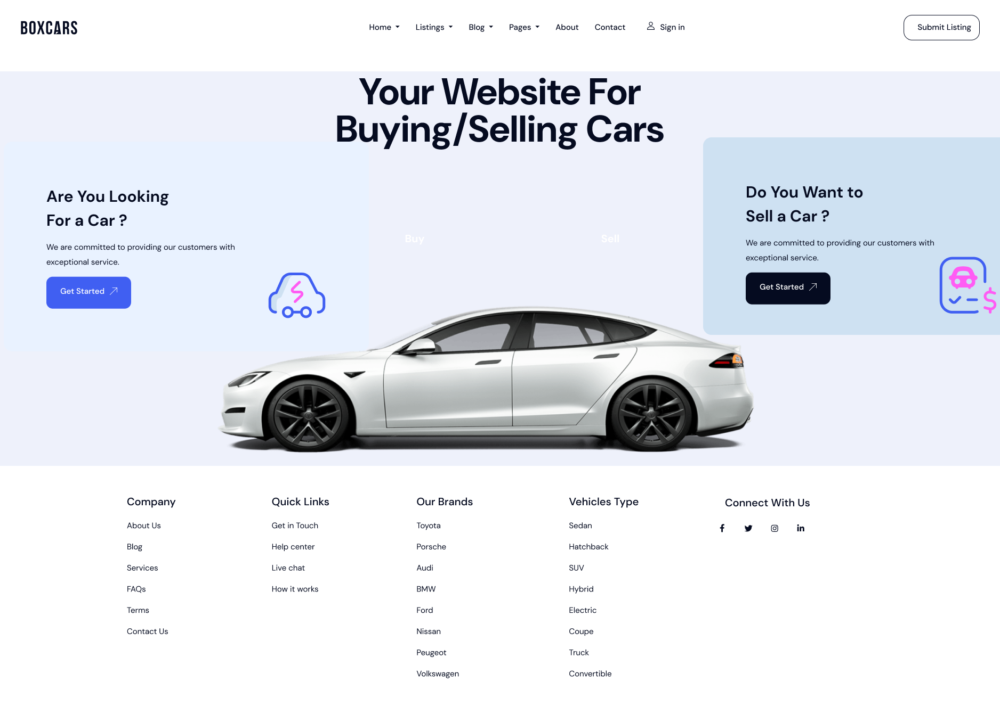 BOXCARS
Home
Listings
Blog
Pages
About
Contact
Sign in
Submit Listing
Your Website For
Buying/Selling Cars
Are You Looking
For a Car ?
We are committed to providing our customers with
exceptional service.
Get Started
Buy
Sell
Do You Want to
Sell a Car ?
We are committed to providing our customers with
exceptional service.
Get Started
Company
About Us
Blog
Services
FAQs
Terms
Contact Us
Quick Links
Get in Touch
Help center
Live chat
How it works
Our Brands
Toyota
Porsche
Audi
BMW
Ford
Nissan
Peugeot
Volkswagen
Vehicles Type
Sedan
Hatchback
SUV
Hybrid
Electric
Coupe
Truck
Convertible
Connect With Us